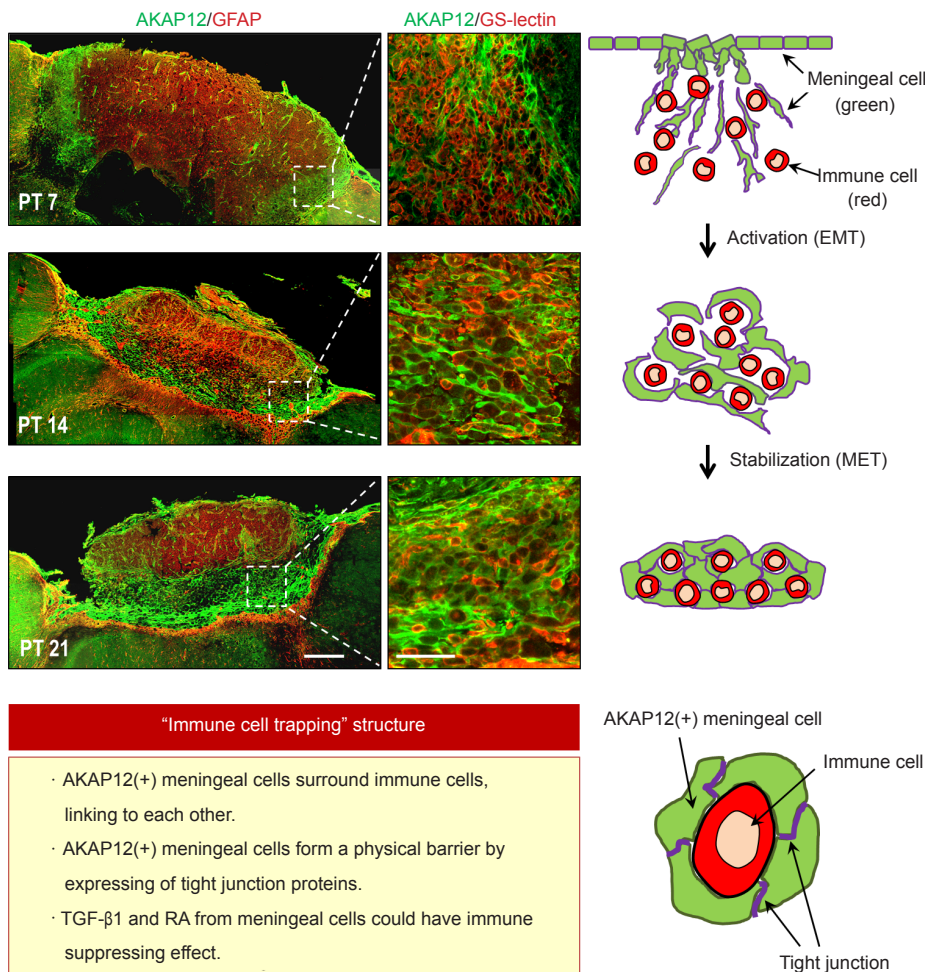 AKAP12/GFAP
AKAP12/GS-lectin
PT 7
Meningeal cell
(green)
Immune cell
(red)
Activation (EMT)
PT 14
Stabilization (MET)
PT 21
“Immune cell trapping” structure
· AKAP12(+) meningeal cells surround immune cells,
linking to each other.
· AKAP12(+) meningeal cells form a physical barrier by
expressing of tight junction proteins.
· TGF-β1 and RA from meningeal cells could have immune
suppressing effect.
AKAP12(+) meningeal cell
Immune cell
Tight junction